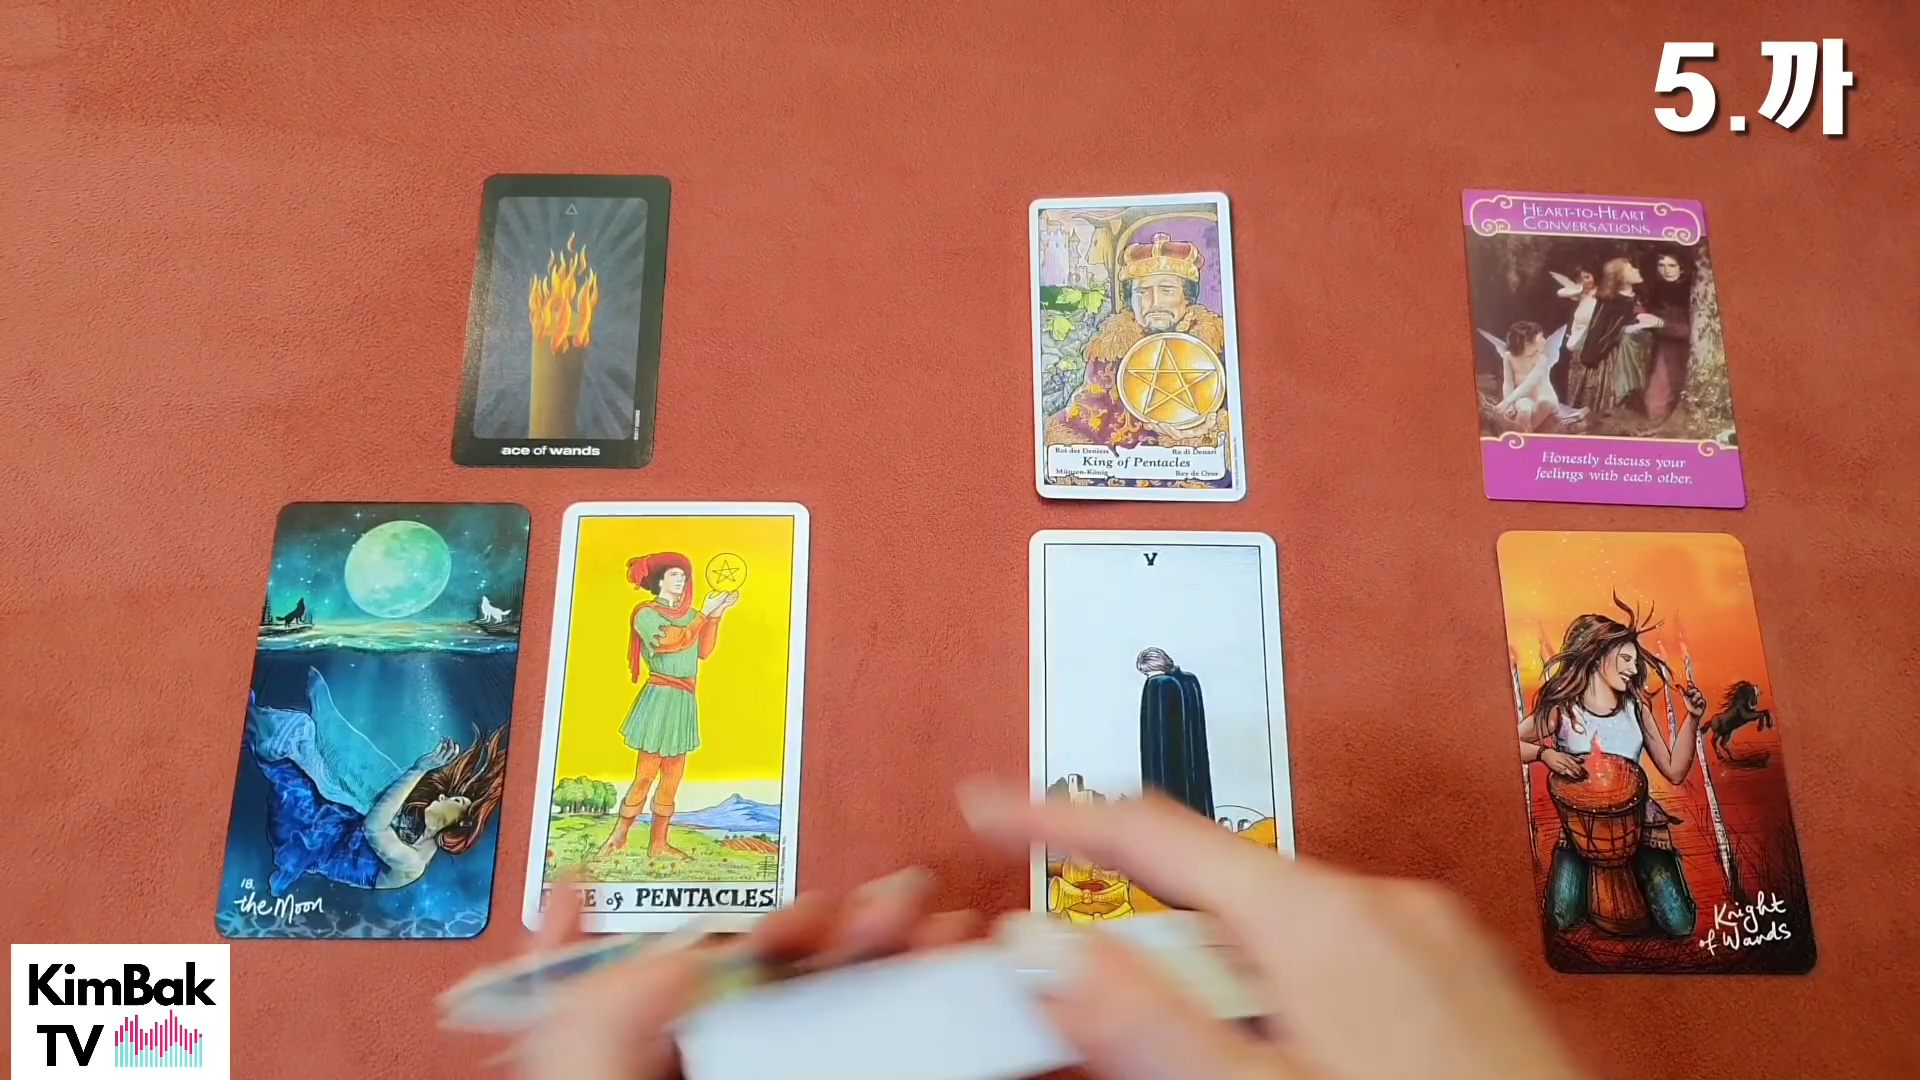 5.까
HEART-TO-HEART
CONVERSATIONS
Honestly discuss your
feelings with each other.
ace of wands
Roi des Deniers
Re di Denari
King of Pentacles
Münzen-König
Rey de Oros
V
of PENTACLES
18.
the Moon
Knight
of Wands
KimBak
TV